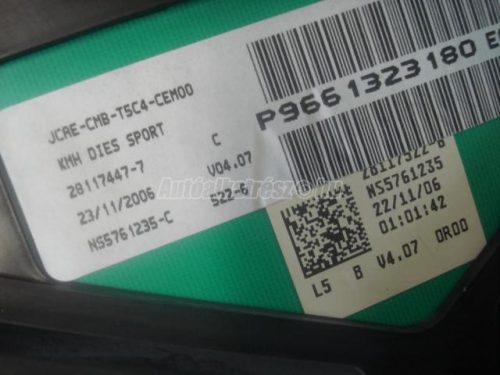 JCAE-CMB-T5C4-CEM00
KMH DIES SPORT C
28117447-7 V04.07
23/11/2006 522-6
NS5761235-C
P9661323180 E
28117322-6
NS5761235
22/11/06
01:01:42
L5 B V4.07 0R00